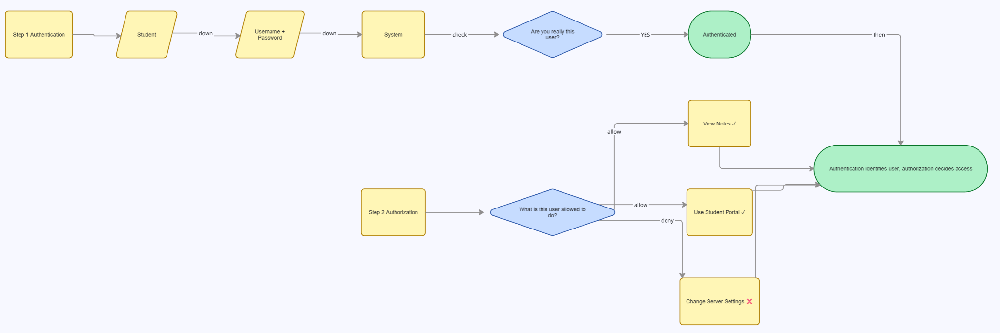 Step 1 Authentication
Student
down
Username +
Password
down
System
check
Are you really this
user?
YES
Authenticated
then
View Notes ✓
allow
Authentication identifies user; authorization decides access
Step 2 Authorization
What is this user allowed to
do?
allow
Use Student Portal ✓
deny
Change Server Settings ❌